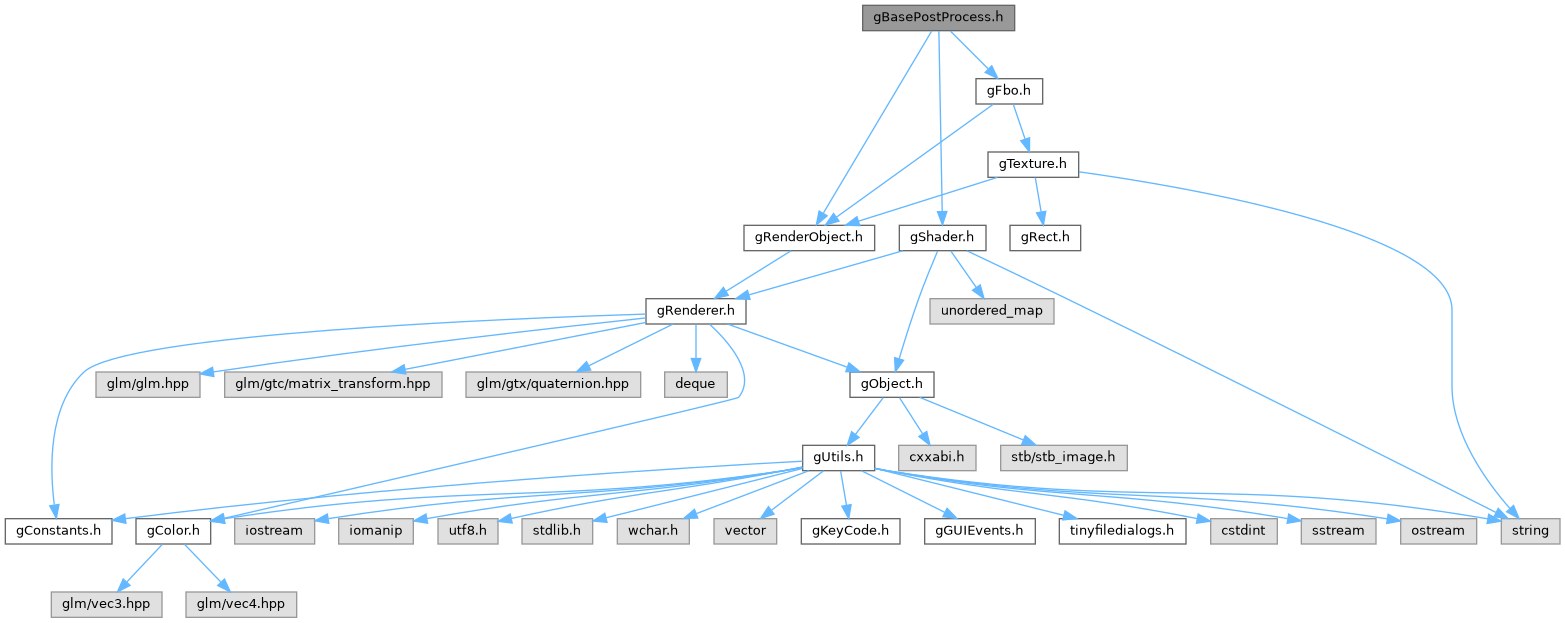 gBasePostProcess.h
gFbo.h
gTexture.h
gRenderObject.h
gShader.h
gRect.h
gRenderer.h
unordered_map
glm/glm.hpp
glm/gtc/matrix_transform.hpp
glm/gtx/quaternion.hpp
deque
gObject.h
gUtils.h
cxxabi.h
stb/stb_image.h
gConstants.h
gColor.h
iostream
iomanip
utf8.h
stdlib.h
wchar.h
vector
gKeyCode.h
gGUIEvents.h
tinyfiledialogs.h
cstdint
sstream
ostream
string
glm/vec3.hpp
glm/vec4.hpp